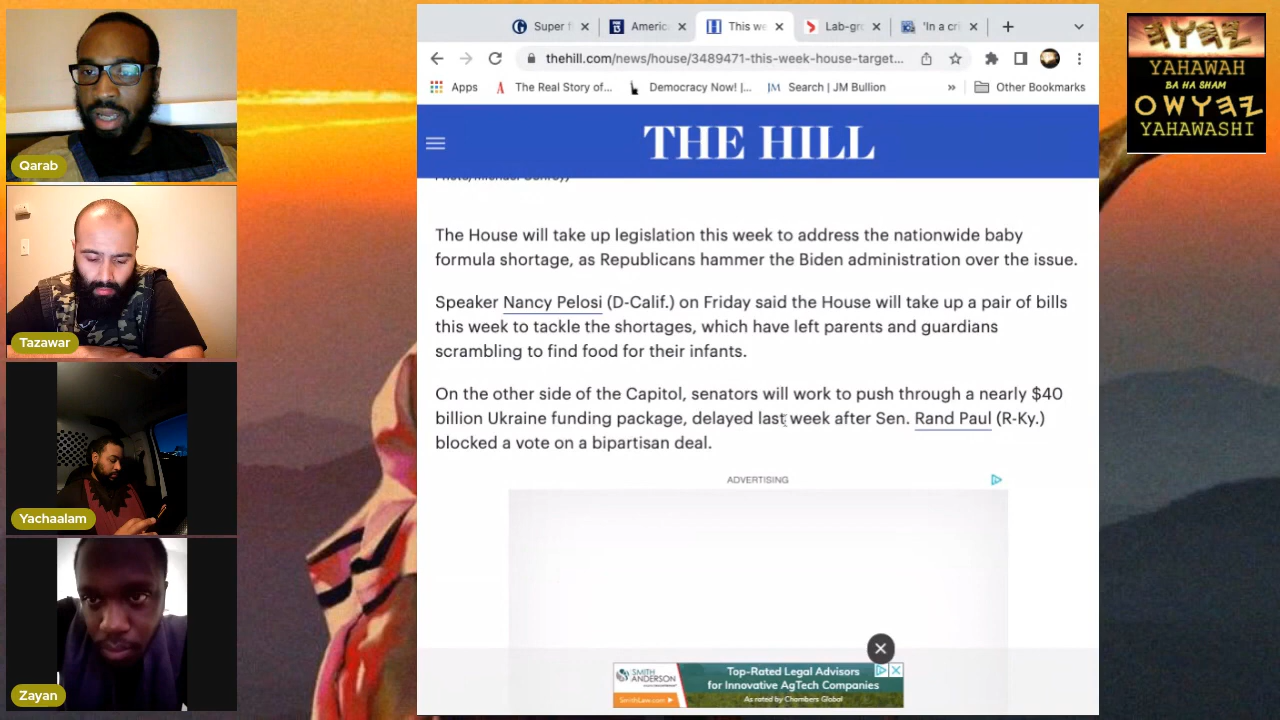 Qarab
Tazawar
Yachaalam
Zayan
Super f
Americ
This we
Lab-gr
'In a cri
thehill.com/news/house/3489471-this-week-house-target...
Apps
The Real Story of...
Democracy Now! |...
JM Search | JM Bullion
»
Other Bookmarks
THE HILL
The House will take up legislation this week to address the nationwide baby
formula shortage, as Republicans hammer the Biden administration over the issue.
Speaker Nancy Pelosi (D-Calif.) on Friday said the House will take up a pair of bills
this week to tackle the shortages, which have left parents and guardians
scrambling to find food for their infants.
On the other side of the Capitol, senators will work to push through a nearly $40
billion Ukraine funding package, delayed last week after Sen. Rand Paul (R-Ky.)
blocked a vote on a bipartisan deal.
ADVERTISING
SMITH
ANDERSON
SmithLaw.com
Top-Rated Legal Advisors
for Innovative AgTech Companies
As rated by Chambers Global
YAHAWAH
BA HA SHAM
YAHAWASHI